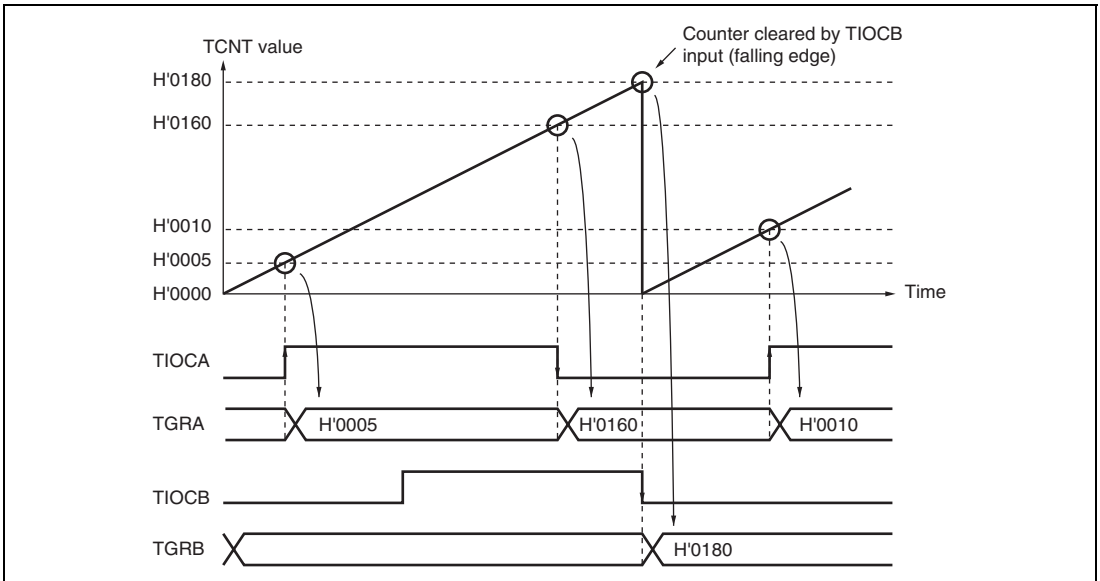 Counter cleared by TIOCB
input (falling edge)
TCNT value
H'0180
H'0160
H'0010
H'0005
H'0000
Time
TIOCA
TGRA
H'0005
H'0160
H'0010
TIOCB
TGRB
H'0180